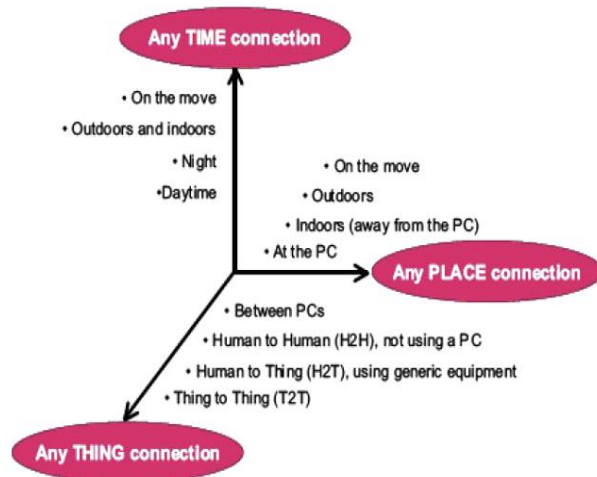 Any TIME connection
• On the move
• Outdoors and indoors
• Night
•Daytime
• On the move
• Outdoors
• Indoors (away from the PC)
• At the PC
Any PLACE connection
• Between PCs
• Human to Human (H2H), not using a PC
• Human to Thing (H2T), using generic equipment
• Thing to Thing (T2T)
Any THING connection